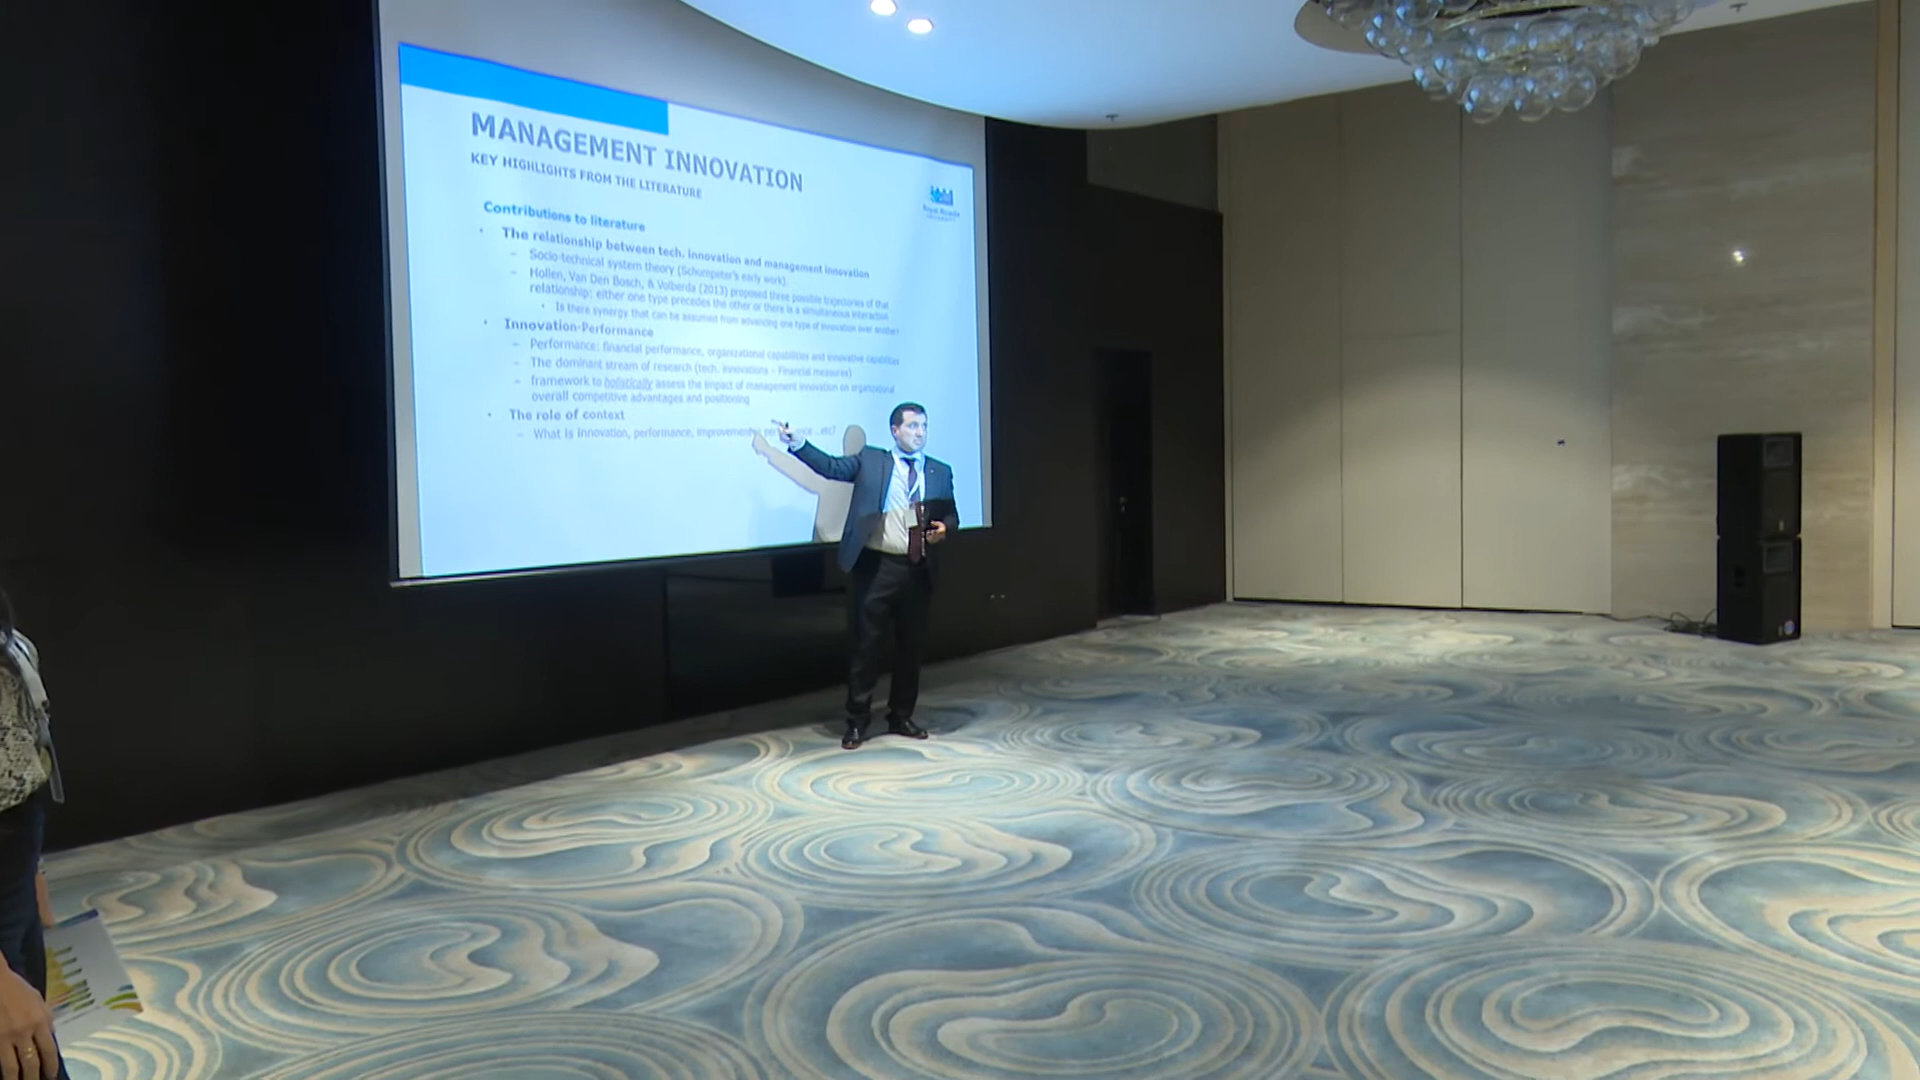 MANAGEMENT INNOVATION
KEY HIGHLIGHTS FROM THE LITERATURE
Royal Roads
UNIVERSITY
Contributions to literature
• The relationship between tech. innovation and management innovation
– Socio-technical system theory (Schumpeter's early work).
– Hollen, Van Den Bosch, & Volberda (2013) proposed three possible trajectories of that
relationship: either one type precedes the other or there is a simultaneous interaction
• Is there synergy that can be assumed from advancing one type of innovation over another?
• Innovation-Performance
– Performance: financial performance, organizational capabilities and innovative capabilities
– The dominant stream of research (tech. innovations – Financial measures)
– framework to holistically assess the impact of management innovation on organizational
overall competitive advantages and positioning
• The role of context
– What is innovation, performance, improvement